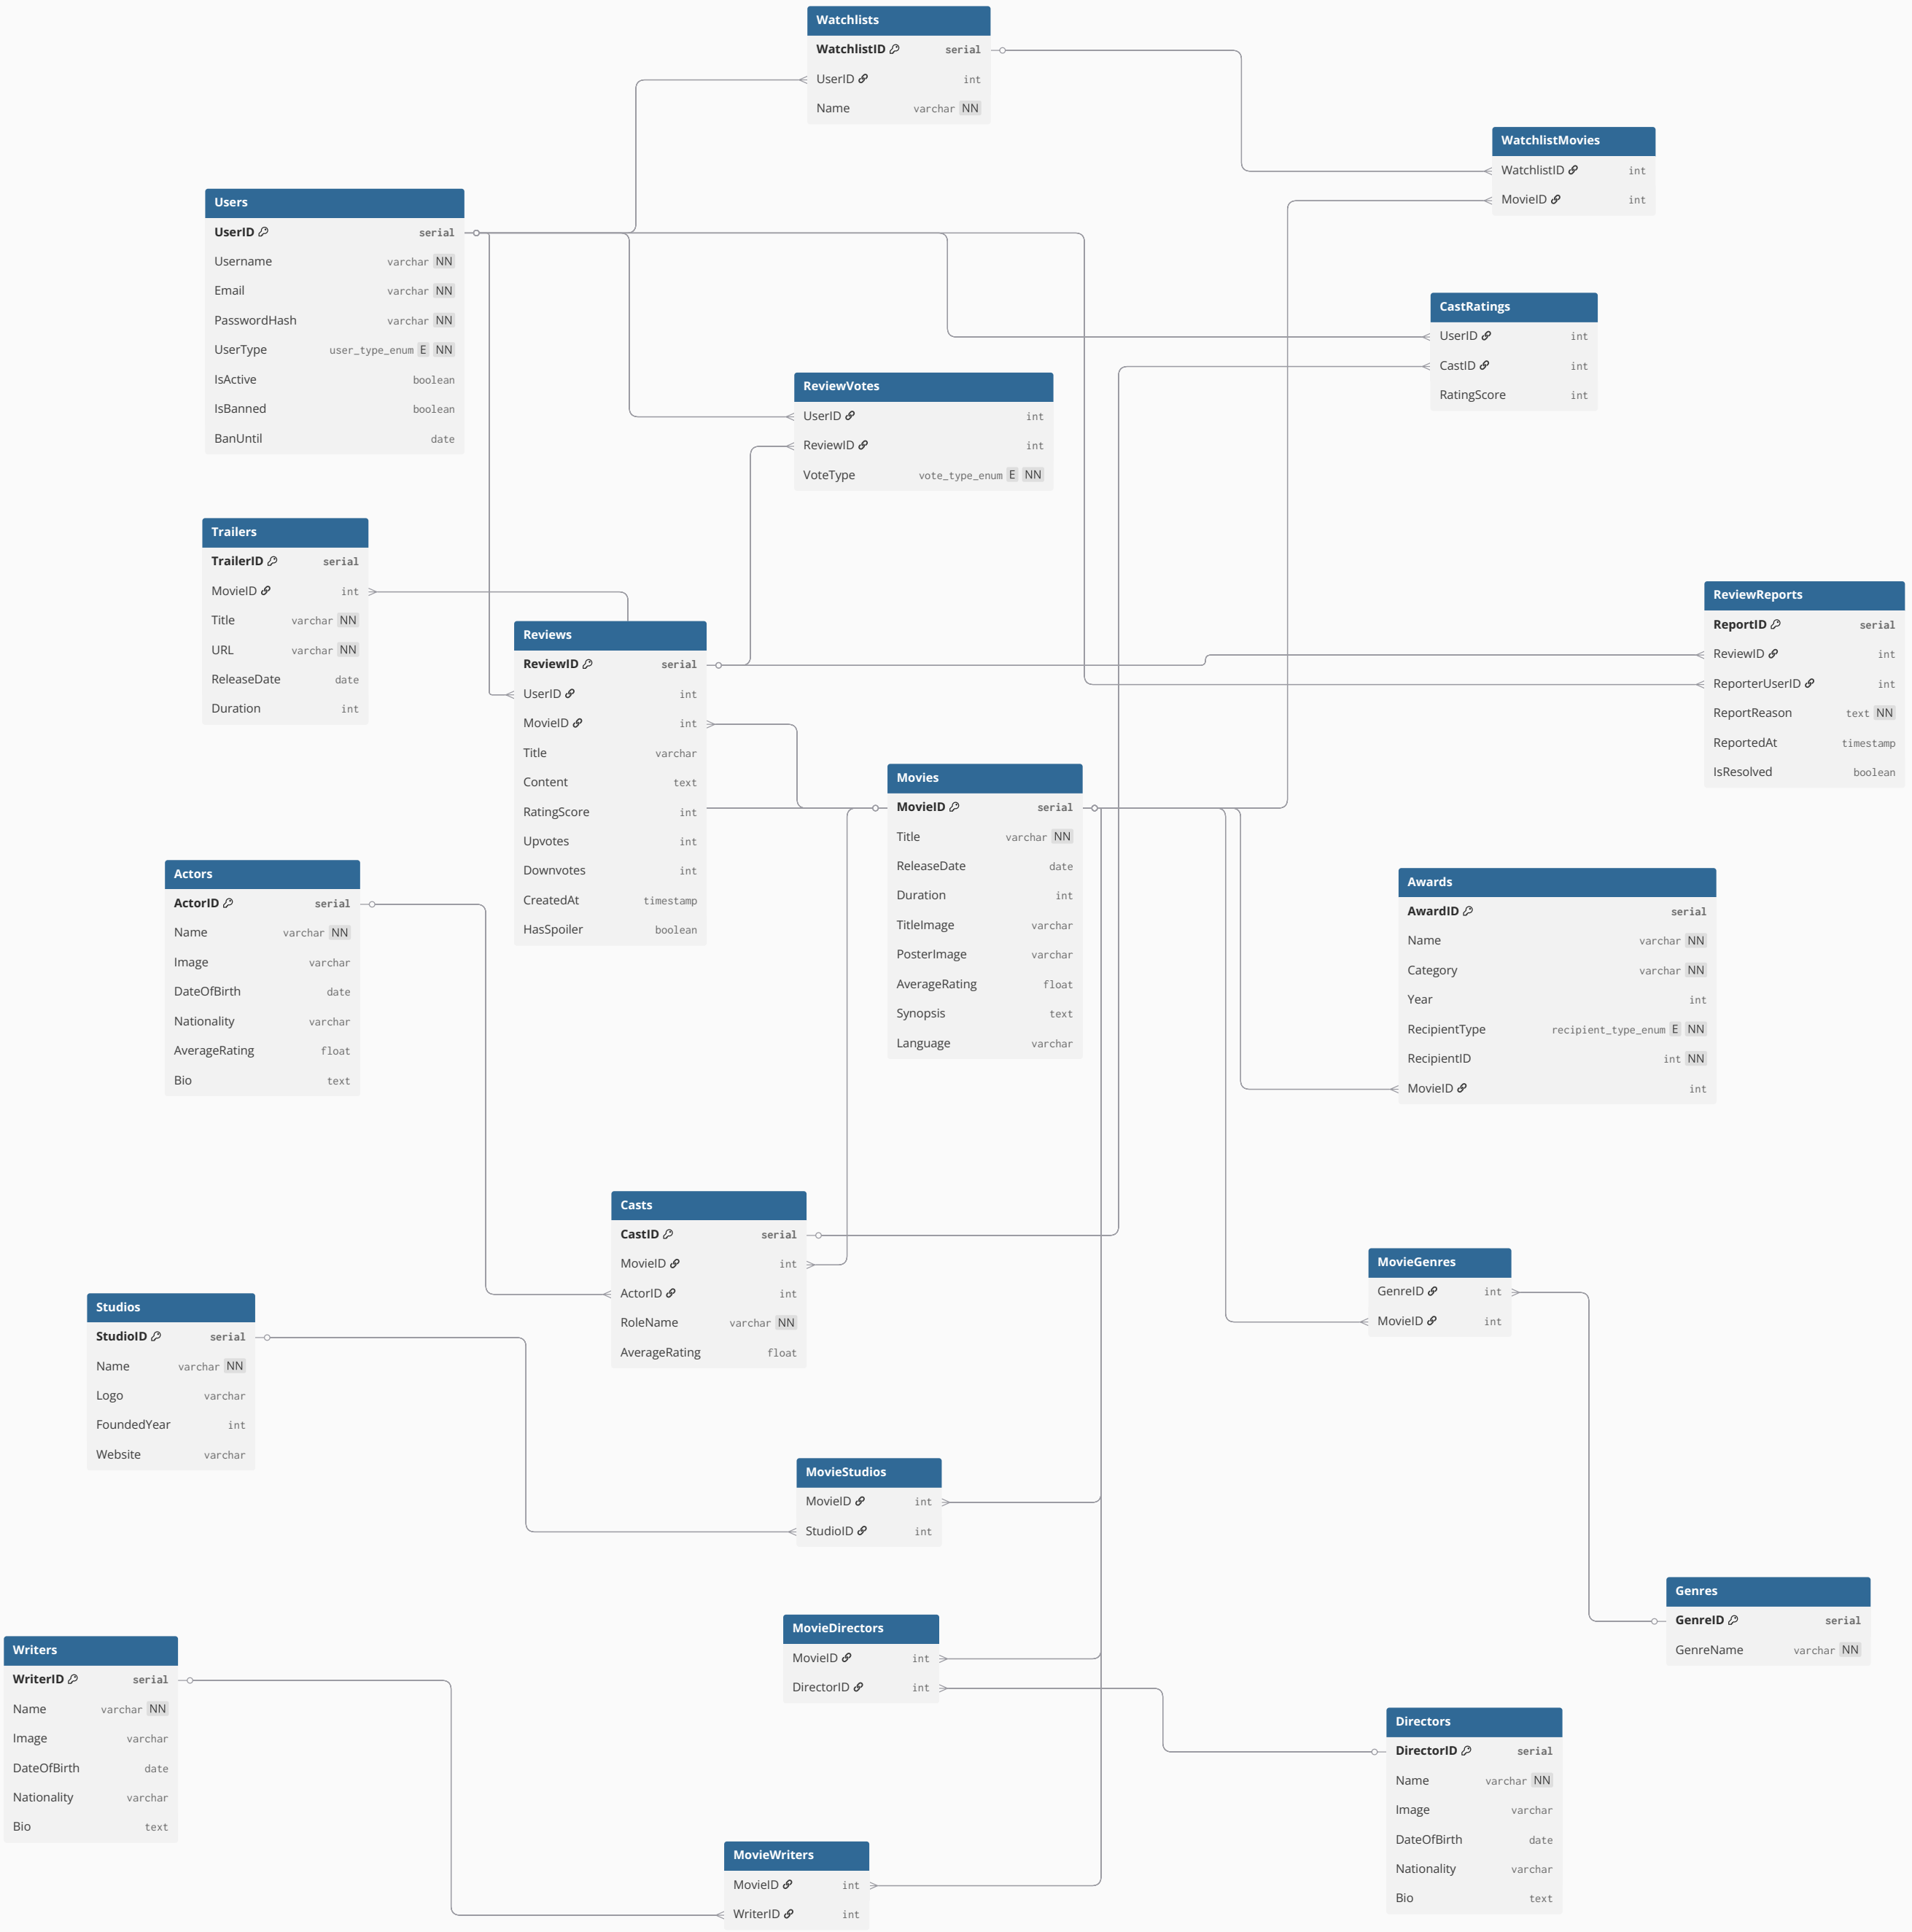 Watchlists
WatchlistID serial
UserID int
Name varchar NN
WatchlistMovies
WatchlistID int
MovieID int
Users
UserID serial
Username varchar NN
Email varchar NN
PasswordHash varchar NN
UserType user_type_enum E NN
IsActive boolean
IsBanned boolean
BanUntil date
CastRatings
UserID int
CastID int
RatingScore int
ReviewVotes
UserID int
ReviewID int
VoteType vote_type_enum E NN
Trailers
TrailerID serial
MovieID int
Title varchar NN
URL varchar NN
ReleaseDate date
Duration int
ReviewReports
ReportID serial
ReviewID int
ReporterUserID int
ReportReason text NN
ReportedAt timestamp
IsResolved boolean
Reviews
ReviewID serial
UserID int
MovieID int
Title varchar
Content text
RatingScore int
Upvotes int
Downvotes int
CreatedAt timestamp
HasSpoiler boolean
Movies
MovieID serial
Title varchar NN
ReleaseDate date
Duration int
TitleImage varchar
PosterImage varchar
AverageRating float
Synopsis text
Language varchar
Actors
ActorID serial
Name varchar NN
Image varchar
DateOfBirth date
Nationality varchar
AverageRating float
Bio text
Awards
AwardID serial
Name varchar NN
Category varchar NN
Year int
RecipientType recipient_type_enum E NN
RecipientID int NN
MovieID int
Casts
CastID serial
MovieID int
ActorID int
RoleName varchar NN
AverageRating float
MovieGenres
GenreID int
MovieID int
Studios
StudioID serial
Name varchar NN
Logo varchar
FoundedYear int
Website varchar
MovieStudios
MovieID int
StudioID int
Genres
GenreID serial
GenreName varchar NN
MovieDirectors
MovieID int
DirectorID int
Writers
WriterID serial
Name varchar NN
Image varchar
DateOfBirth date
Nationality varchar
Bio text
Directors
DirectorID serial
Name varchar NN
Image varchar
DateOfBirth date
Nationality varchar
Bio text
MovieWriters
MovieID int
WriterID int